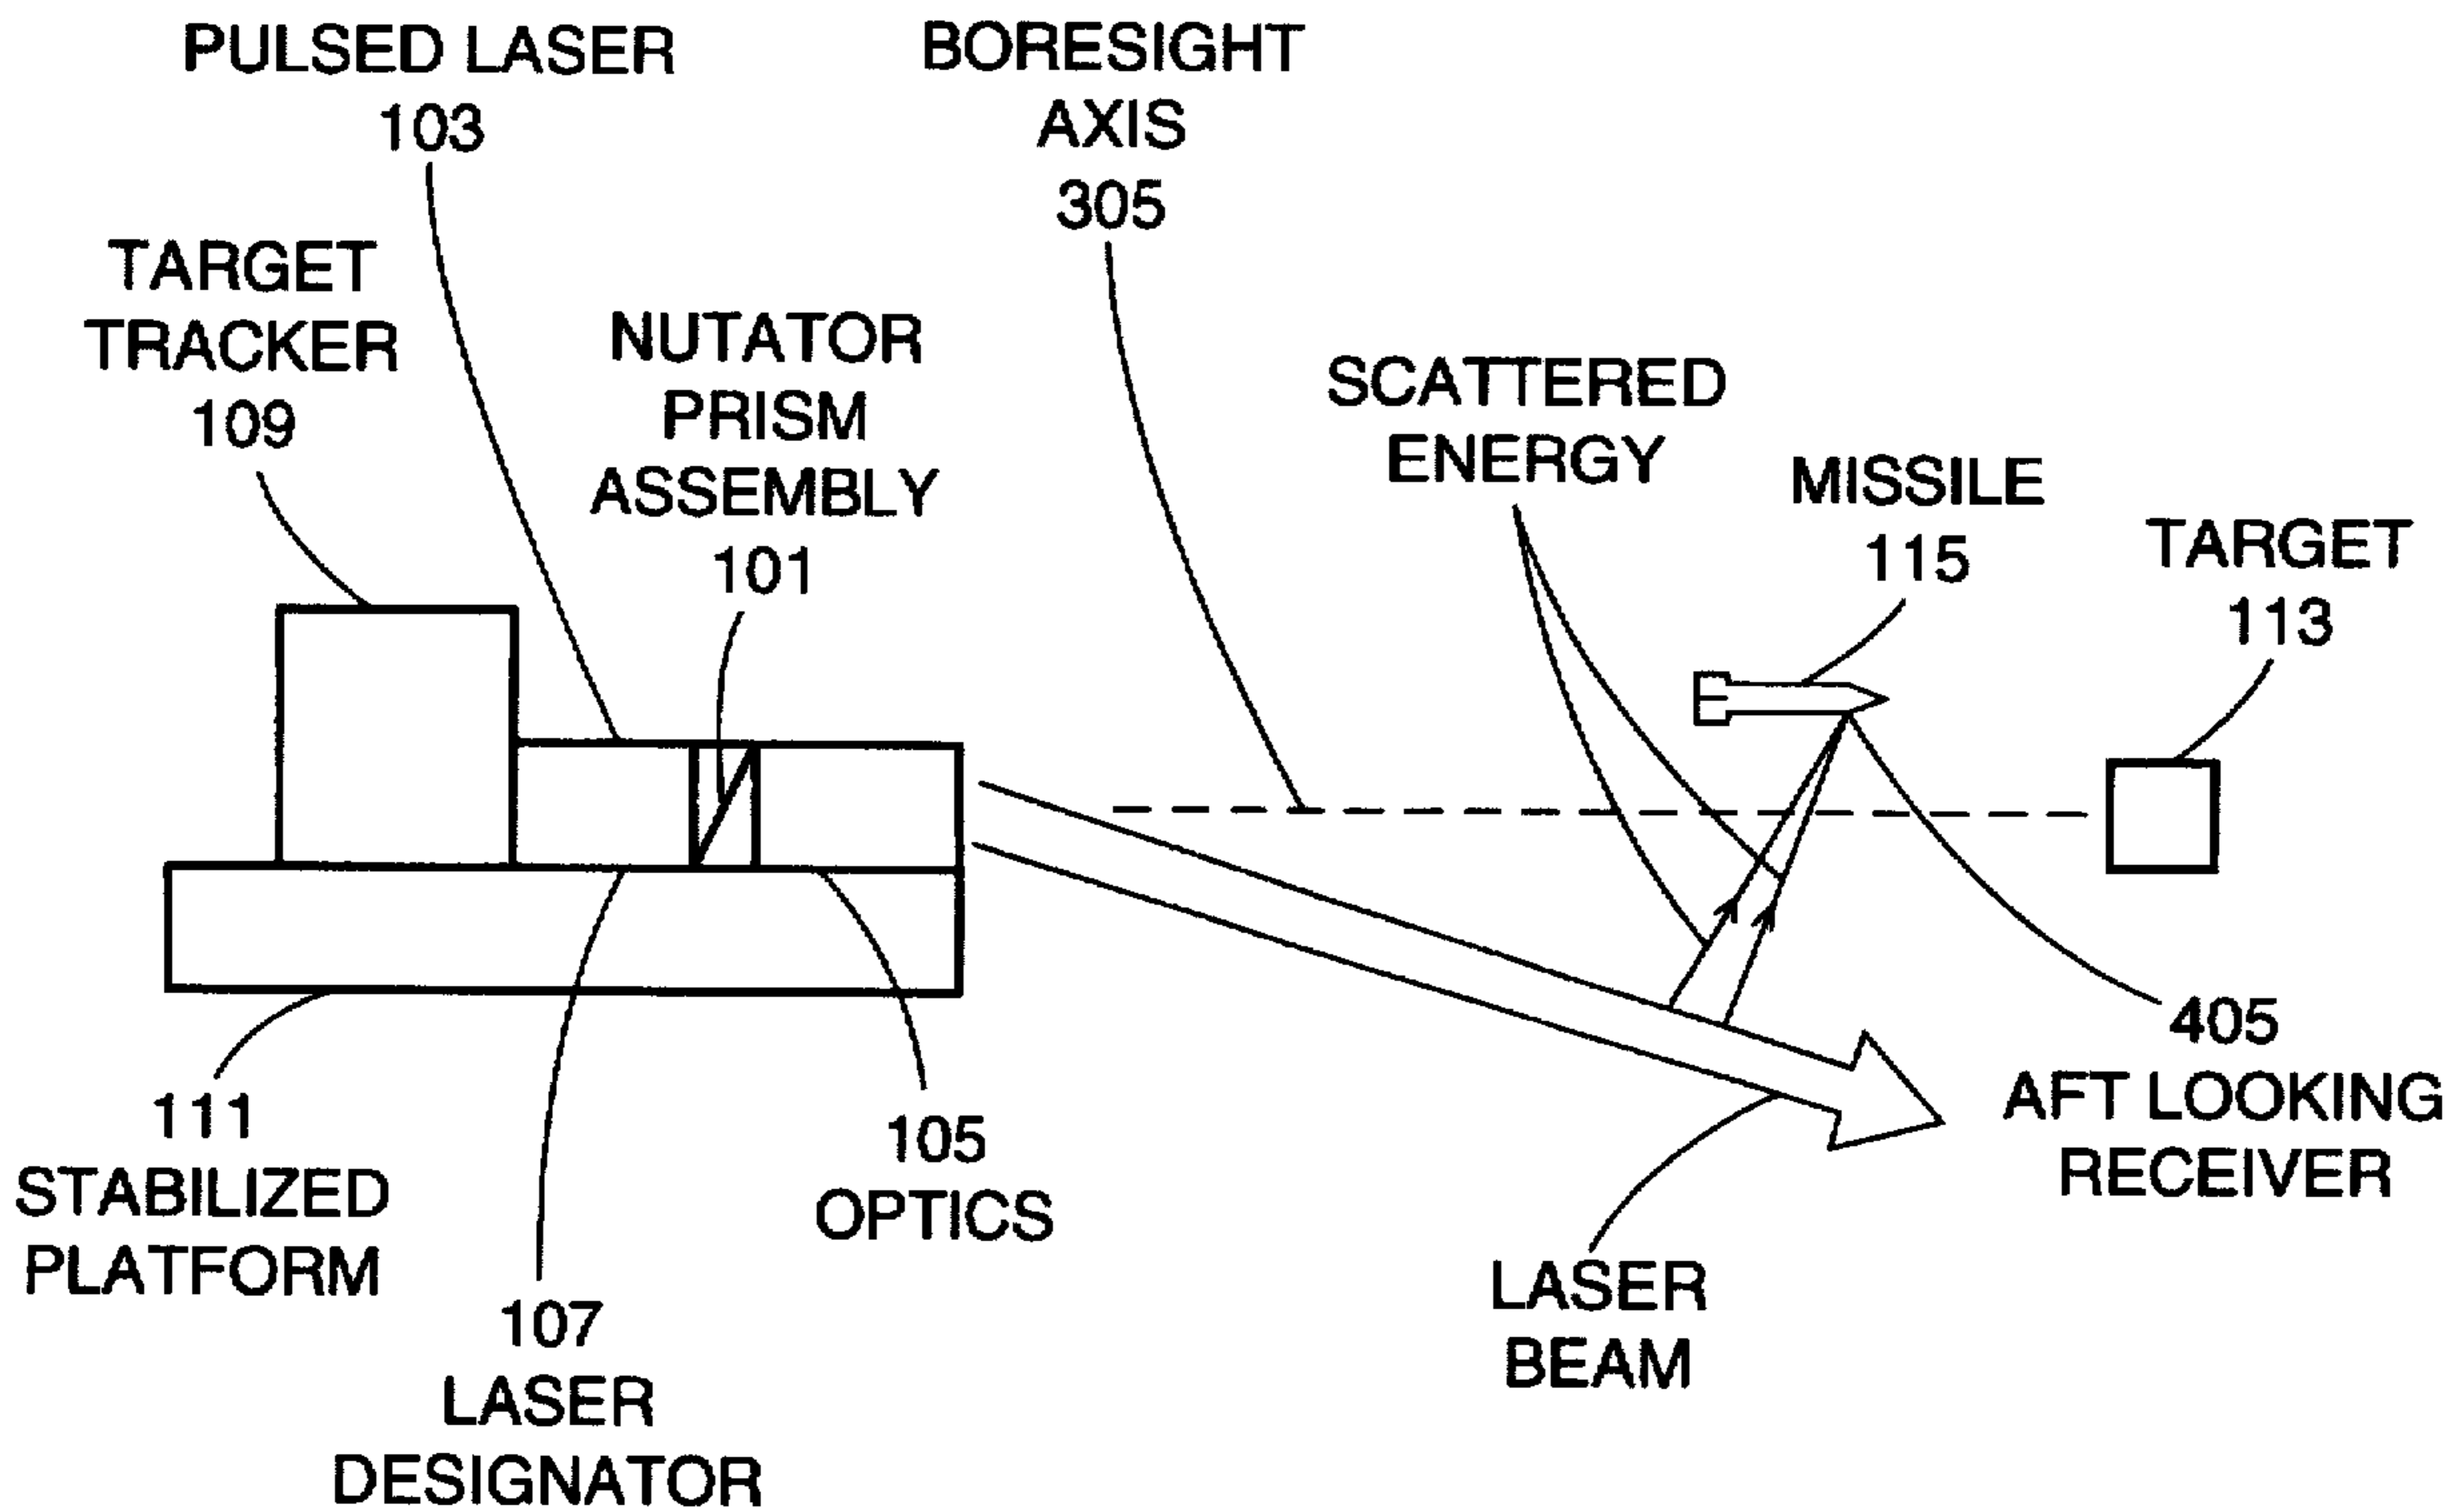 PULSED LASER
103
BORESIGHT
AXIS
305
TARGET
TRACKER
109
NUTATOR
PRISM
ASSEMBLY
101
SCATTERED
ENERGY
MISSILE
115
TARGET
113
111
STABILIZED
PLATFORM
107
LASER
DESIGNATOR
105
OPTICS
LASER
BEAM
405
AFT LOOKING
RECEIVER